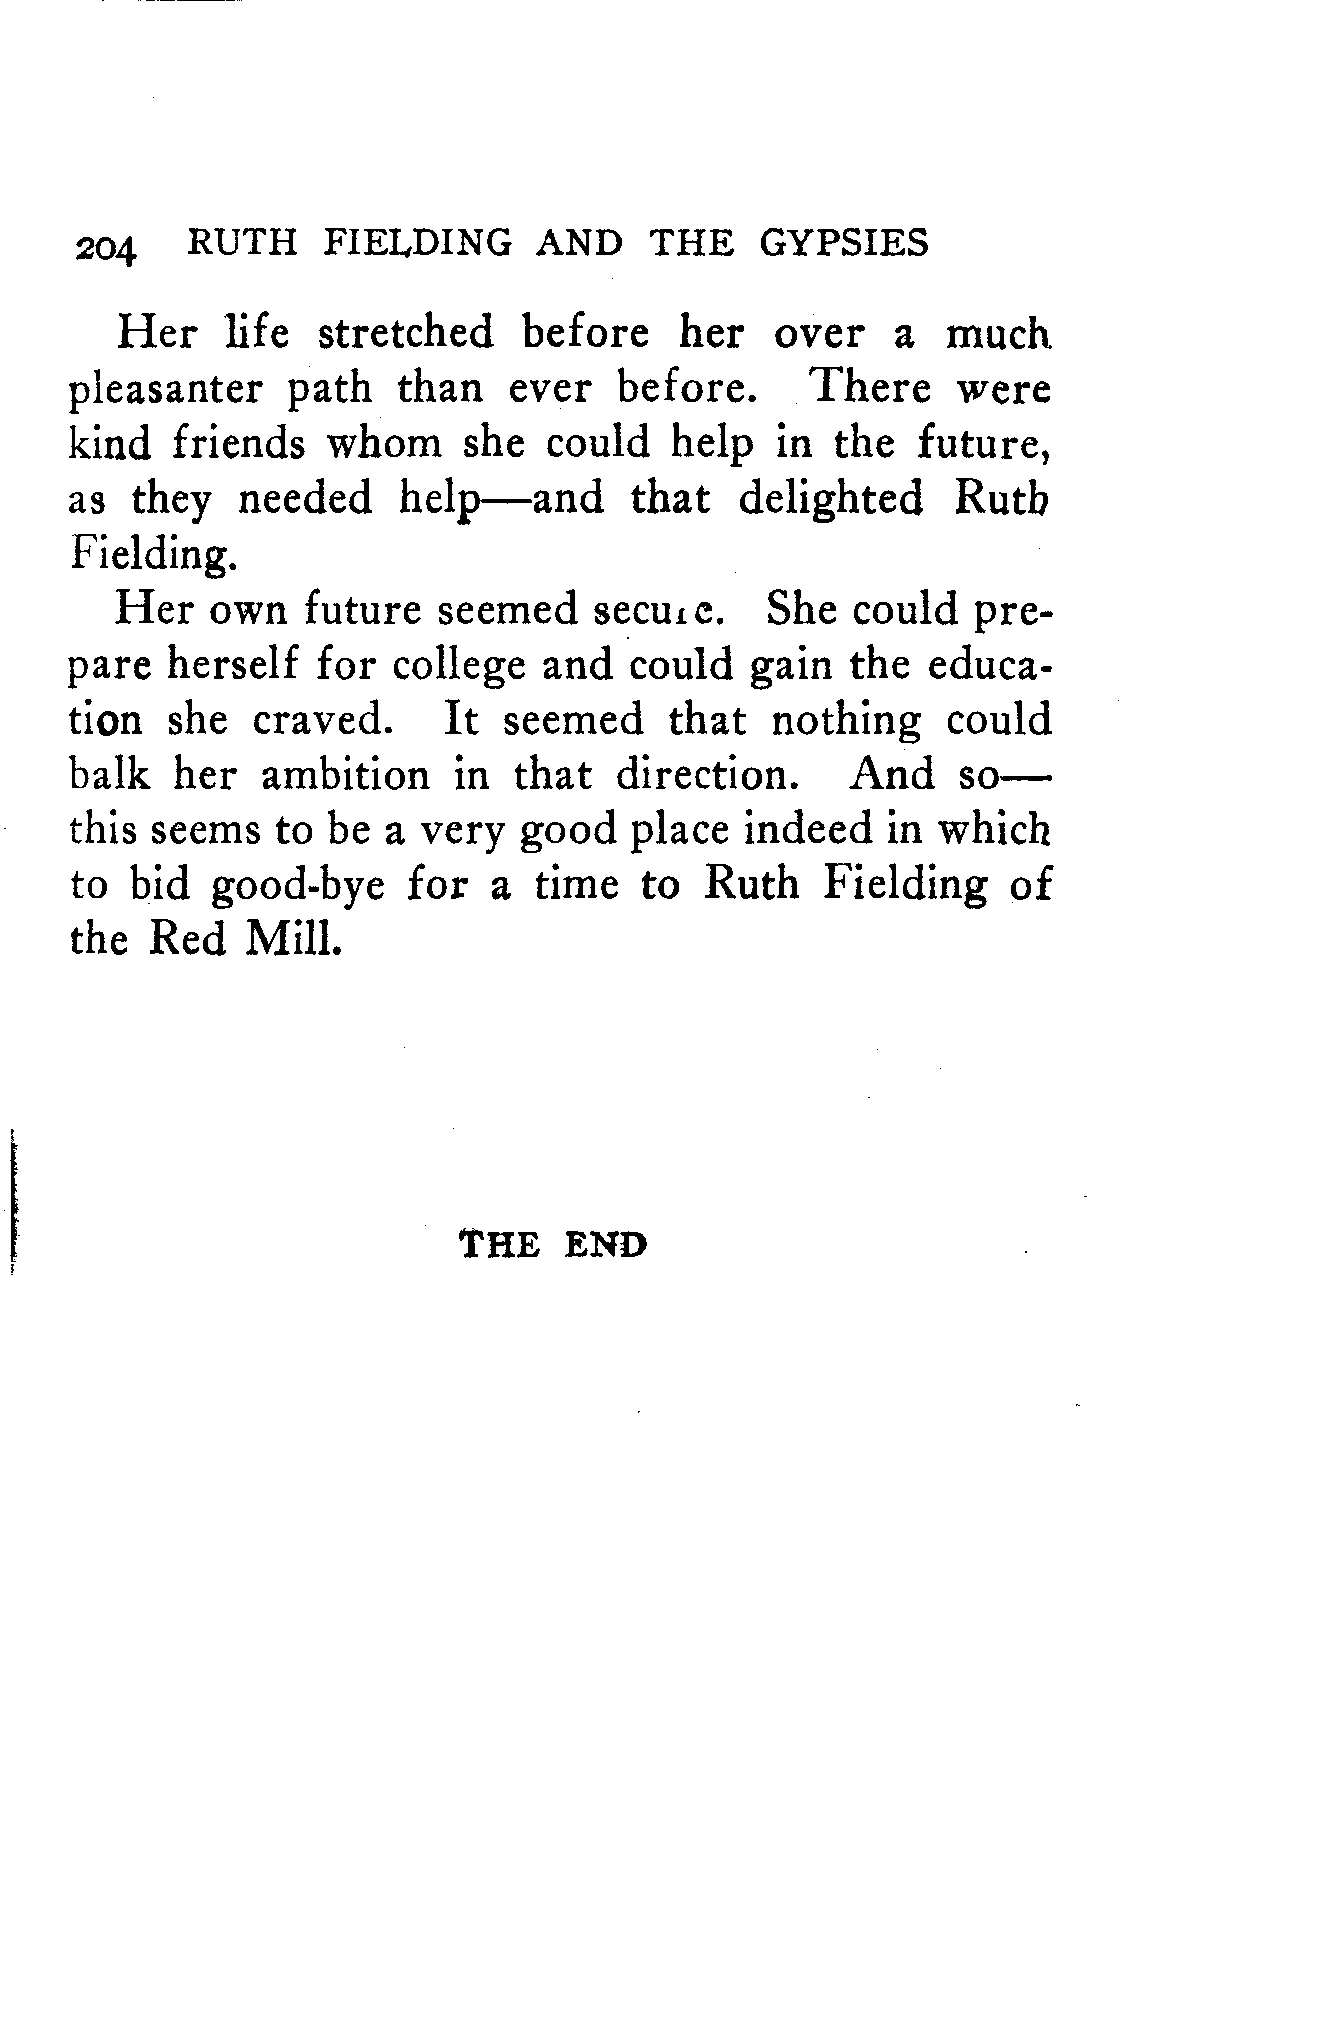 204 RUTH FIELDING AND THE GYPSIES
Her life stretched before her over a much
pleasanter path than ever before. There were
kind friends whom she could help in the future,
as they needed help—and that delighted Ruth
Fielding.
Her own future seemed secure. She could pre-
pare herself for college and could gain the educa-
tion she craved. It seemed that nothing could
balk her ambition in that direction. And so—
this seems to be a very good place indeed in which
to bid good-bye for a time to Ruth Fielding of
the Red Mill.
THE END